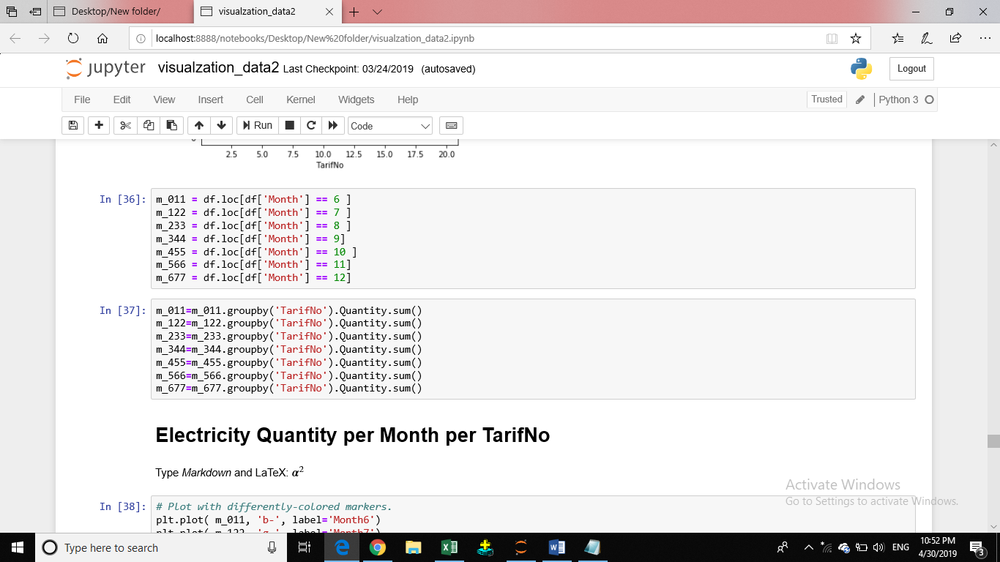 Desktop/New folder/
visualzation_data2
localhost:8888/notebooks/Desktop/New%20folder/visualzation_data2.ipynb
jupyter visualzation_data2 Last Checkpoint: 03/24/2019 (autosaved)
Logout
File Edit View Insert Cell Kernel Widgets Help
Trusted
Python 3
Run
Code
2.5 5.0 7.5 10.0 12.5 15.0 17.5 20.0
TarifNo
In [36]:
m_011 = df.loc[df['Month'] == 6 ]
m_122 = df.loc[df['Month'] == 7 ]
m_233 = df.loc[df['Month'] == 8 ]
m_344 = df.loc[df['Month'] == 9]
m_455 = df.loc[df['Month'] == 10 ]
m_566 = df.loc[df['Month'] == 11]
m_677 = df.loc[df['Month'] == 12]
In [37]:
m_011=m_011.groupby('TarifNo').Quantity.sum()
m_122=m_122.groupby('TarifNo').Quantity.sum()
m_233=m_233.groupby('TarifNo').Quantity.sum()
m_344=m_344.groupby('TarifNo').Quantity.sum()
m_455=m_455.groupby('TarifNo').Quantity.sum()
m_566=m_566.groupby('TarifNo').Quantity.sum()
m_677=m_677.groupby('TarifNo').Quantity.sum()
Electricity Quantity per Month per TarifNo
Type Markdown and LaTeX: α²
In [38]:
# Plot with differently-colored markers.
plt.plot( m_011, 'b-', label='Month6')
plt.plot( m_122, 'g-', label='Month7')
Activate Windows
Go to Settings to activate Windows.
Type here to search
ENG
10:52 PM
4/30/2019
3